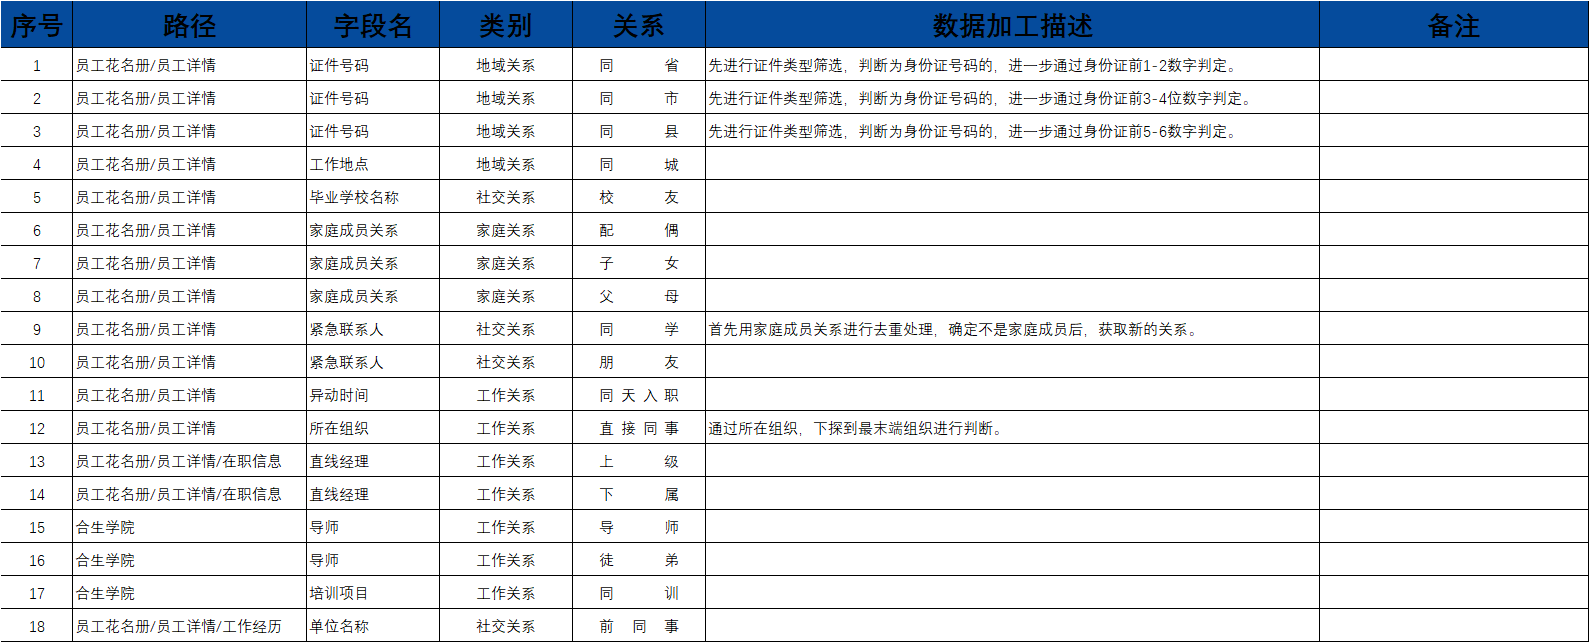 序号 路径 字段名 类别 关系 数据加工描述 备注
1 员工花名册/员工详情 证件号码 地域关系 同省 先进行证件类型筛选，判断为身份证号码的，进一步通过身份证前1-2数字判定。
2 员工花名册/员工详情 证件号码 地域关系 同市 先进行证件类型筛选，判断为身份证号码的，进一步通过身份证前3-4位数字判定。
3 员工花名册/员工详情 证件号码 地域关系 同县 先进行证件类型筛选，判断为身份证号码的，进一步通过身份证前5-6数字判定。
4 员工花名册/员工详情 工作地点 地域关系 同城
5 员工花名册/员工详情 毕业学校名称 社交关系 校友
6 员工花名册/员工详情 家庭成员关系 家庭关系 配偶
7 员工花名册/员工详情 家庭成员关系 家庭关系 子女
8 员工花名册/员工详情 家庭成员关系 家庭关系 父母
9 员工花名册/员工详情 紧急联系人 社交关系 同学 首先用家庭成员关系进行去重处理，确定不是家庭成员后，获取新的关系。
10 员工花名册/员工详情 紧急联系人 社交关系 朋友
11 员工花名册/员工详情 异动时间 工作关系 同天入职
12 员工花名册/员工详情 所在组织 工作关系 直接同事 通过所在组织，下探到最末端组织进行判断。
13 员工花名册/员工详情/在职信息 直线经理 工作关系 上级
14 员工花名册/员工详情/在职信息 直线经理 工作关系 下属
15 合生学院 导师 工作关系 导师
16 合生学院 导师 工作关系 徒弟
17 合生学院 培训项目 工作关系 同训
18 员工花名册/员工详情/工作经历 单位名称 社交关系 前同事